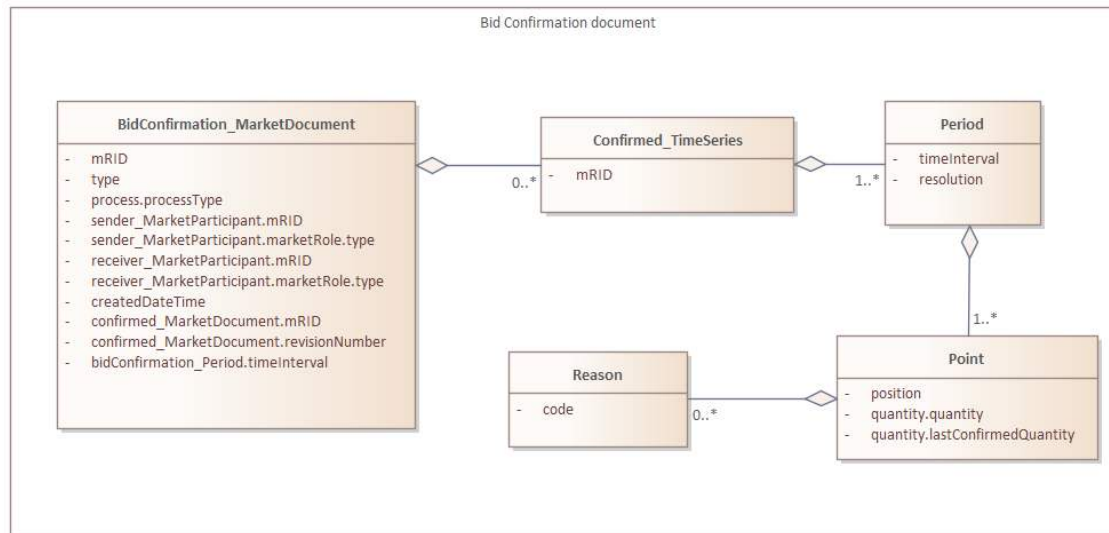 Bid Confirmation document
BidConfirmation_MarketDocument
- mRID
- type
- process.processType
- sender_MarketParticipant.mRID
- sender_MarketParticipant.marketRole.type
- receiver_MarketParticipant.mRID
- receiver_MarketParticipant.marketRole.type
- createdDateTime
- confirmed_MarketDocument.mRID
- confirmed_MarketDocument.revisionNumber
- bidConfirmation_Period.timeInterval
0..*
Confirmed_TimeSeries
- mRID
1..*
Period
- timeInterval
- resolution
1..*
Point
- position
- quantity.quantity
- quantity.lastConfirmedQuantity
0..*
Reason
- code